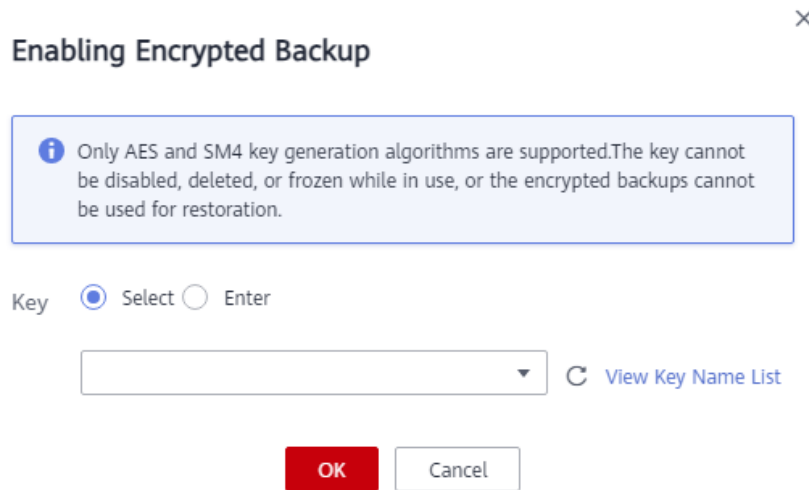 Enabling Encrypted Backup
Only AES and SM4 key generation algorithms are supported.The key cannot
be disabled, deleted, or frozen while in use, or the encrypted backups cannot
be used for restoration.
Key Select Enter
View Key Name List
OK Cancel